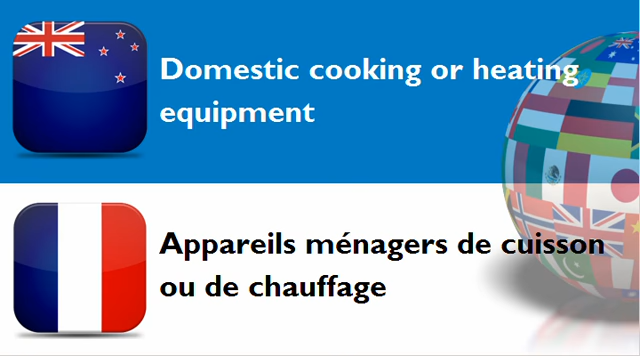 Domestic cooking or heating
equipment
Appareils ménagers de cuisson
ou de chauffage